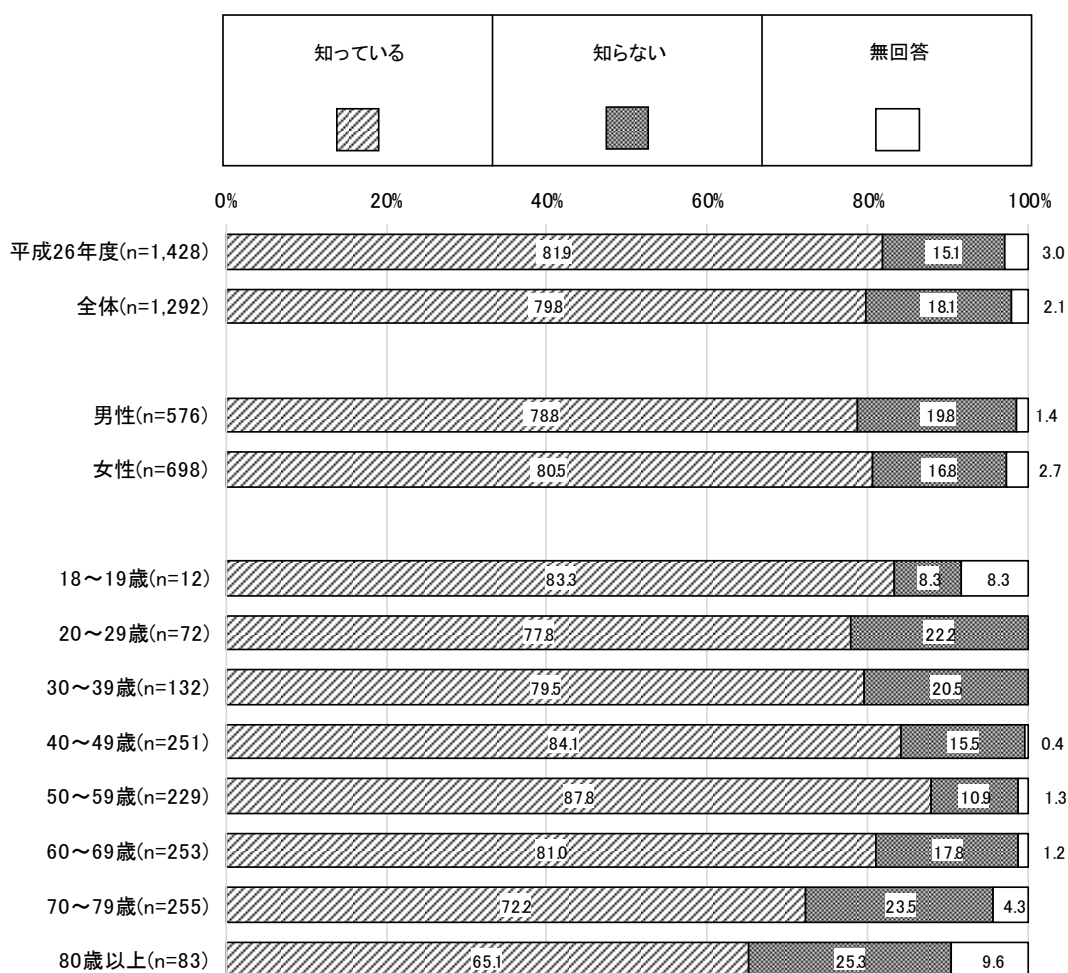 知っている 知らない 無回答
0% 20% 40% 60% 80% 100%
平成26年度(n=1,428) 81.9 15.1 3.0
全体(n=1,292) 79.8 18.1 2.1
男性(n=576) 78.8 19.8 1.4
女性(n=698) 80.5 16.8 2.7
18～19歳(n=12) 83.3 8.3 8.3
20～29歳(n=72) 77.8 22.2
30～39歳(n=132) 79.5 20.5
40～49歳(n=251) 84.1 15.5 0.4
50～59歳(n=229) 87.8 10.9 1.3
60～69歳(n=253) 81.0 17.8 1.2
70～79歳(n=255) 72.2 23.5 4.3
80歳以上(n=83) 65.1 25.3 9.6